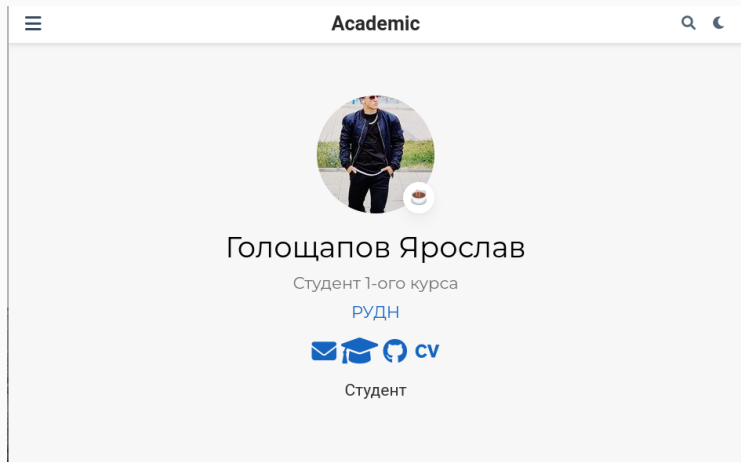 Academic
Голощапов Ярослав
Студент 1-ого курса
РУДН
CV
Студент